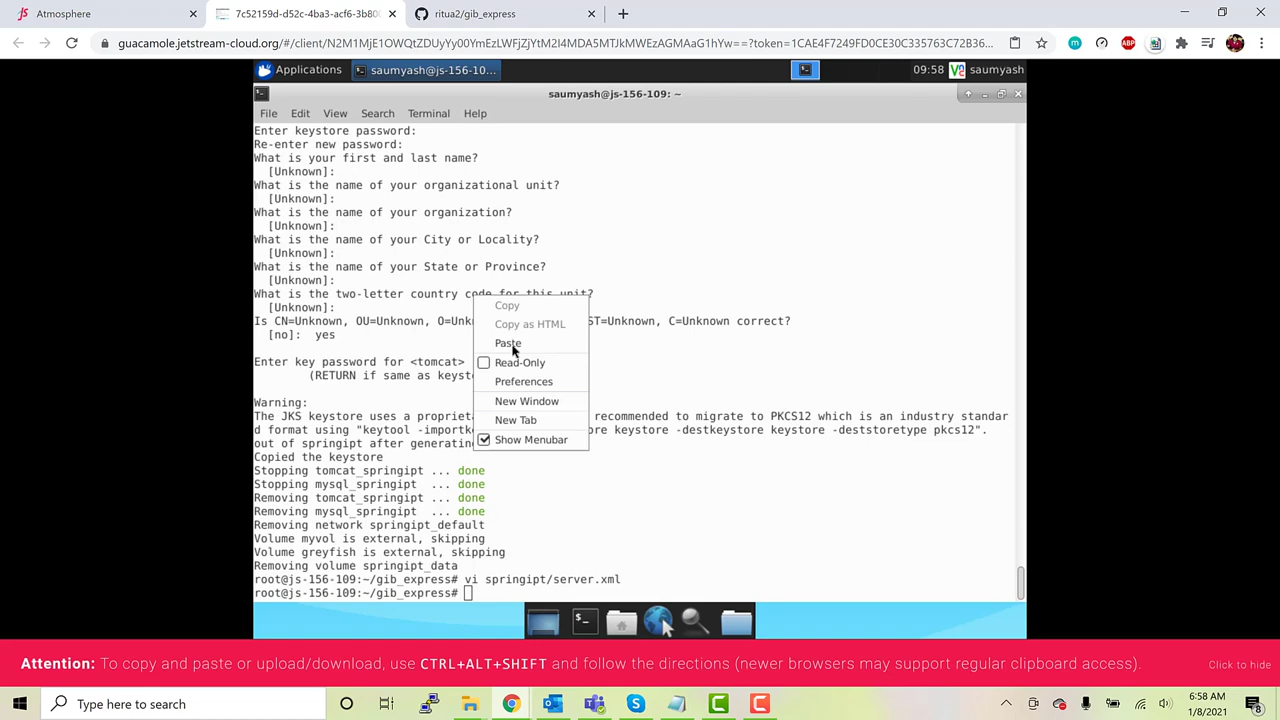 Atmosphere
7c52159d-d52c-4ba3-acf6-3b800
ritua2/gib_express
guacamole.jetstream-cloud.org/#/client/N2M1MjE1OWQtZDUyYy00YmEzLWFjZjYtM2I4MDA5MTJkMWEzAGMAaG1hYw==?token=1CAE4F7249FD0CE30C335763C72B36...
Applications
saumyash@js-156-10...
09:58
saumyash
saumyash@js-156-109: ~
File Edit View Search Terminal Help
Enter keystore password:
Re-enter new password:
What is your first and last name?
[Unknown]:
What is the name of your organizational unit?
[Unknown]:
What is the name of your organization?
[Unknown]:
What is the name of your City or Locality?
[Unknown]:
What is the name of your State or Province?
[Unknown]:
What is the two-letter country code for this unit?
[Unknown]:
Is CN=Unknown, OU=Unknown, O=Unk ST=Unknown, C=Unknown correct?
[no]: yes
Enter key password for <tomcat>
(RETURN if same as keyst
Warning:
The JKS keystore uses a proprieta recommended to migrate to PKCS12 which is an industry standar
d format using "keytool -importke keystore -destkeystore keystore -deststoretype pkcs12".
out of springipt after generating
Copied the keystore
Stopping tomcat_springipt ... done
Stopping mysql_springipt ... done
Removing tomcat_springipt ... done
Removing mysql_springipt ... done
Removing network springipt_default
Volume myvol is external, skipping
Volume greyfish is external, skipping
Removing volume springipt_data
root@js-156-109:~/gib_express# vi springipt/server.xml
root@js-156-109:~/gib_express#
Copy
Copy as HTML
Paste
Read-Only
Preferences
New Window
New Tab
Show Menubar
Attention: To copy and paste or upload/download, use CTRL+ALT+SHIFT and follow the directions (newer browsers may support regular clipboard access).
Click to hide
Type here to search
6:58 AM
1/8/2021
8